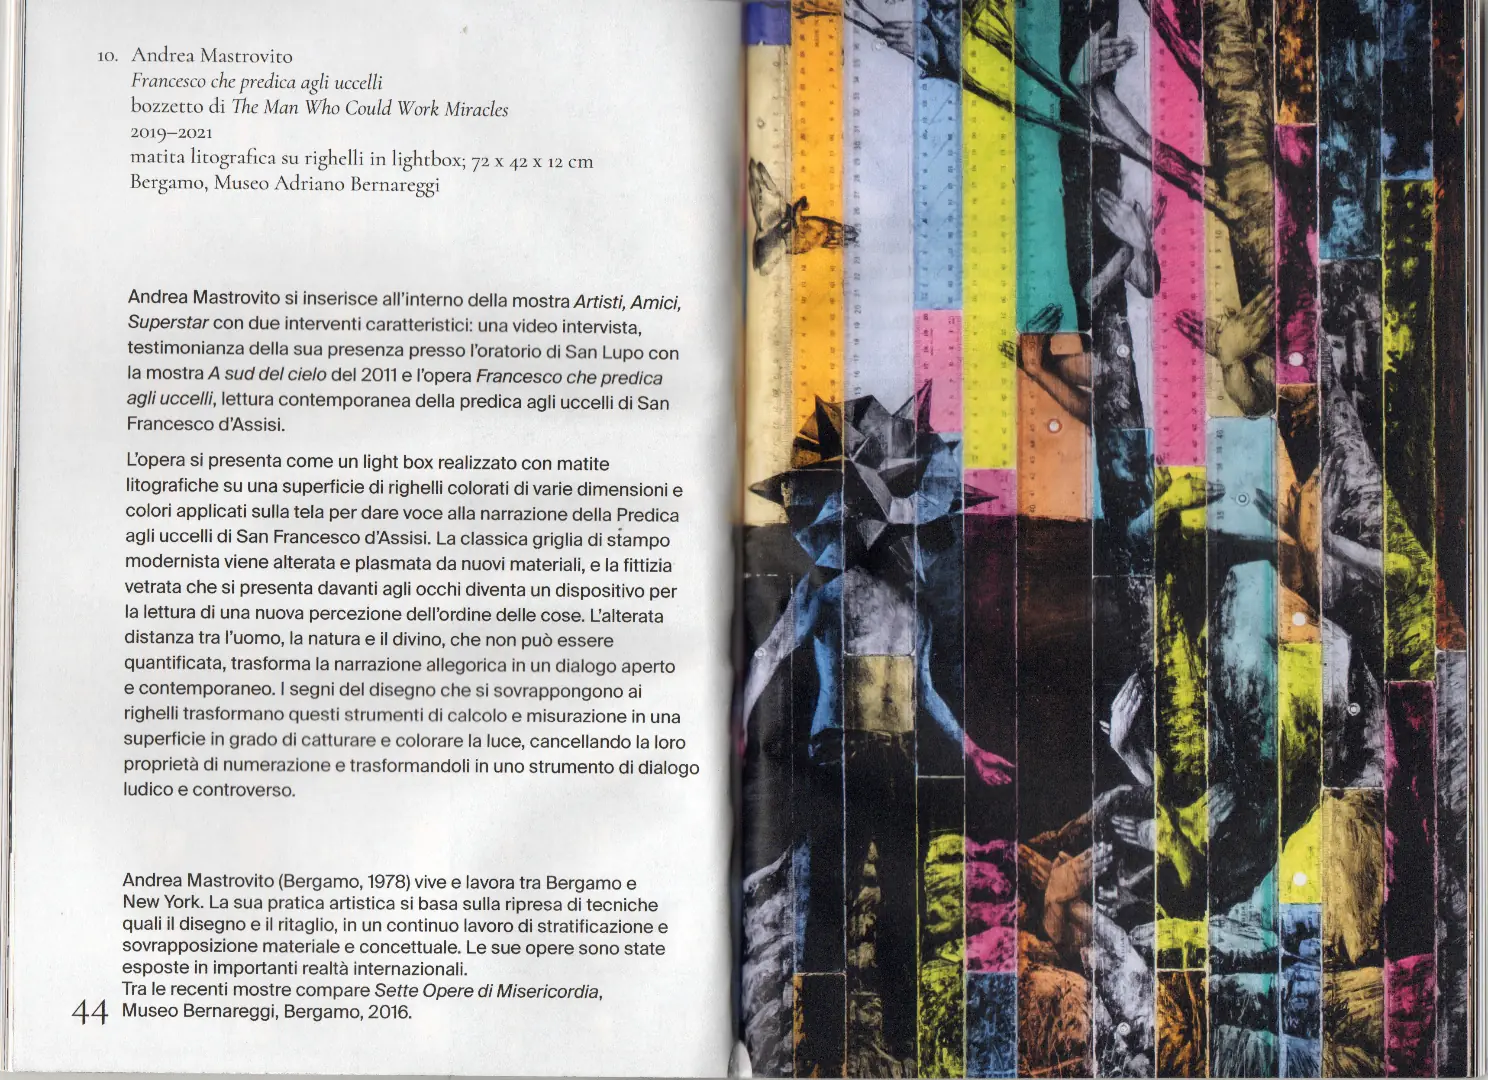 10. Andrea Mastrovito
Francesco che predica agli uccelli
bozzetto di The Man Who Could Work Miracles
2019–2021
matita litografica su righelli in lightbox; 72 x 42 x 12 cm
Bergamo, Museo Adriano Bernareggi
Andrea Mastrovito si inserisce all'interno della mostra Artisti, Amici,
Superstar con due interventi caratteristici: una video intervista,
testimonianza della sua presenza presso l'oratorio di San Lupo con
la mostra A sud del cielo del 2011 e l'opera Francesco che predica
agli uccelli, lettura contemporanea della predica agli uccelli di San
Francesco d'Assisi.
L'opera si presenta come un light box realizzato con matite
litografiche su una superficie di righelli colorati di varie dimensioni e
colori applicati sulla tela per dare voce alla narrazione della Predica
agli uccelli di San Francesco d'Assisi. La classica griglia di stampo
modernista viene alterata e plasmata da nuovi materiali, e la fittizia
vetrata che si presenta davanti agli occhi diventa un dispositivo per
la lettura di una nuova percezione dell'ordine delle cose. L'alterata
distanza tra l'uomo, la natura e il divino, che non può essere
quantificata, trasforma la narrazione allegorica in un dialogo aperto
e contemporaneo. I segni del disegno che si sovrappongono ai
righelli trasformano questi strumenti di calcolo e misurazione in una
superficie in grado di catturare e colorare la luce, cancellando la loro
proprietà di numerazione e trasformandoli in uno strumento di dialogo
ludico e controverso.
Andrea Mastrovito (Bergamo, 1978) vive e lavora tra Bergamo e
New York. La sua pratica artistica si basa sulla ripresa di tecniche
quali il disegno e il ritaglio, in un continuo lavoro di stratificazione e
sovrapposizione materiale e concettuale. Le sue opere sono state
esposte in importanti realtà internazionali.
Tra le recenti mostre compare Sette Opere di Misericordia,
Museo Bernareggi, Bergamo, 2016.
44